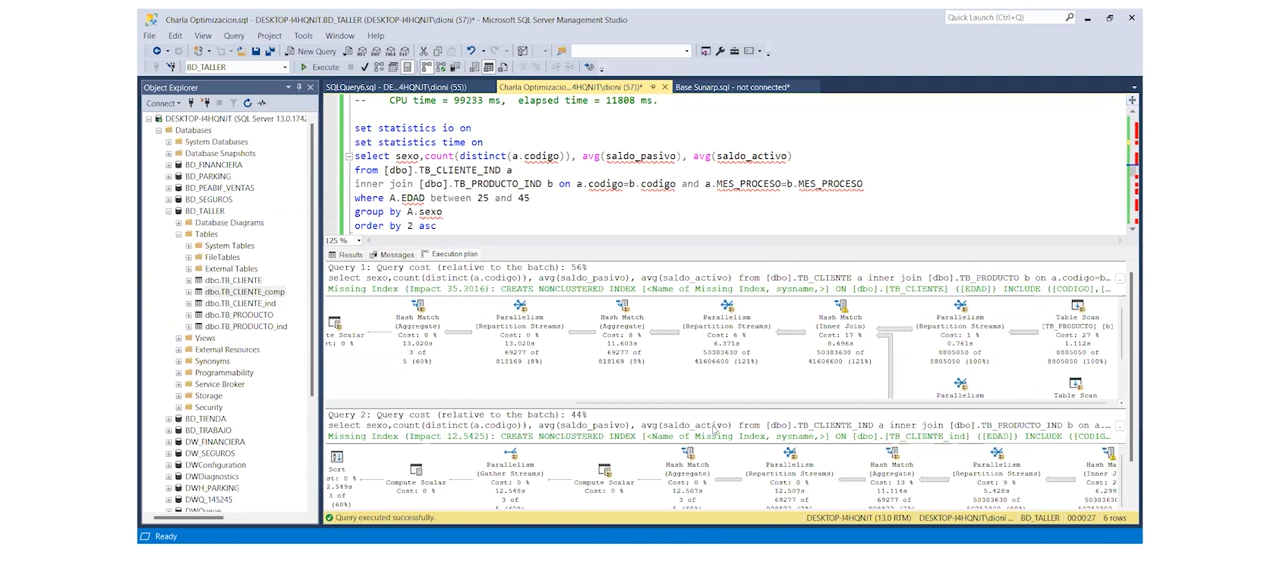 Charla Optimizacion.sql - DESKTOP-I4HQNJT.BD_TALLER (DESKTOP-I4HQNJT\dioni (57))* - Microsoft SQL Server Management Studio
Quick Launch (Ctrl+Q)
File Edit View Query Project Tools Window Help
New Query
BD_TALLER Execute
Object Explorer
SQLQuery6.sql - DE...4HQNJT\dioni (55))
Charla Optimizacio...4HQNJT\dioni (57))*
Base Sunarp.sql - not connected*
Connect
DESKTOP-I4HQNJT (SQL Server 13.0.1742
Databases
System Databases
Database Snapshots
BD_FINANCIERA
BD_PARKING
BD_PEABIF_VENTAS
BD_SEGUROS
BD_TALLER
Database Diagrams
Tables
System Tables
FileTables
External Tables
dbo.TB_CLIENTE
dbo.TB_CLIENTE_comp
dbo.TB_CLIENTE_ind
dbo.TB_PRODUCTO
dbo.TB_PRODUCTO_ind
Views
External Resources
Synonyms
Programmability
Service Broker
Storage
Security
BD_TIENDA
BD_TRABAJO
DW_FINANCIERA
DW_SEGUROS
DWConfiguration
DWDiagnostics
DWH_PARKING
DWQ_145245
DWQueue
-- CPU time = 99233 ms, elapsed time = 11808 ms.
set statistics io on
set statistics time on
select sexo,count(distinct(a.codigo)), avg(saldo_pasivo), avg(saldo_activo)
from [dbo].TB_CLIENTE_IND a
inner join [dbo].TB_PRODUCTO_IND b on a.codigo=b.codigo and a.MES_PROCESO=b.MES_PROCESO
where A.EDAD between 25 and 45
group by A.sexo
order by 2 asc
125 %
Results Messages Execution plan
Query 1: Query cost (relative to the batch): 56%
select sexo,count(distinct(a.codigo)), avg(saldo_pasivo), avg(saldo_activo) from [dbo].TB_CLIENTE a inner join [dbo].TB_PRODUCTO b on a.codigo=b...
Missing Index (Impact 35.3016): CREATE NONCLUSTERED INDEX [<Name of Missing Index, sysname,>] ON [dbo].[TB_CLIENTE] ([EDAD]) INCLUDE ([CODIGO],[...
te Scalar
t: 0 %
Hash Match
(Aggregate)
Cost: 0 %
13.020s
3 of
5 (60%)
Parallelism
(Repartition Streams)
Cost: 0 %
13.020s
69277 of
818169 (8%)
Hash Match
(Aggregate)
Cost: 8 %
11.603s
69277 of
818169 (8%)
Parallelism
(Repartition Streams)
Cost: 6 %
6.371s
50383630 of
41606600 (121%)
Hash Match
(Inner Join)
Cost: 17 %
8.696s
50383630 of
41606600 (121%)
Parallelism
(Repartition Streams)
Cost: 1 %
0.761s
8805050 of
8805050 (100%)
Table Scan
[TB_PRODUCTO] [b]
Cost: 27 %
1.112s
8805050 of
8805050 (100%)
Parallelism
Table Scan
Query 2: Query cost (relative to the batch): 44%
select sexo,count(distinct(a.codigo)), avg(saldo_pasivo), avg(saldo_activo) from [dbo].TB_CLIENTE_IND a inner join [dbo].TB_PRODUCTO_IND b on a....
Missing Index (Impact 12.5425): CREATE NONCLUSTERED INDEX [<Name of Missing Index, sysname,>] ON [dbo].[TB_CLIENTE_ind] ([EDAD]) INCLUDE ([CODIG...
Sort
st: 0 %
2.549s
3 of
(60%)
Compute Scalar
Cost: 0 %
Parallelism
(Gather Streams)
Cost: 0 %
12.548s
3 of
Compute Scalar
Cost: 0 %
Hash Match
(Aggregate)
Cost: 0 %
12.507s
3 of
Parallelism
(Repartition Streams)
Cost: 0 %
12.507s
69277 of
Hash Match
(Aggregate)
Cost: 13 %
11.114s
69277 of
Parallelism
(Repartition Streams)
Cost: 9 %
5.428s
Hash
(Inner J
Cost: 2
6.299
Query executed successfully.
DESKTOP-I4HQNJT (13.0 RTM) DESKTOP-I4HQNJT\dioni ... BD_TALLER 00:00:27 6 rows
Ready